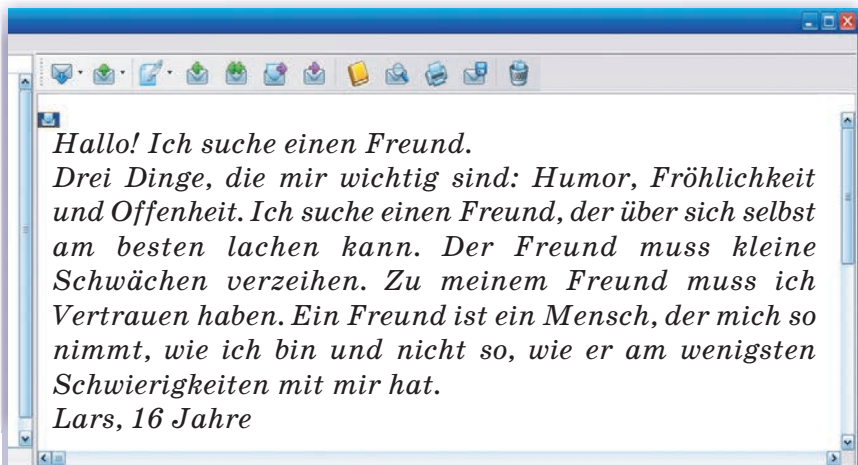 Hallo! Ich suche einen Freund.
Drei Dinge, die mir wichtig sind: Humor, Fröhlichkeit
und Offenheit. Ich suche einen Freund, der über sich selbst
am besten lachen kann. Der Freund muss kleine
Schwächen verzeihen. Zu meinem Freund muss ich
Vertrauen haben. Ein Freund ist ein Mensch, der mich so
nimmt, wie ich bin und nicht so, wie er am wenigsten
Schwierigkeiten mit mir hat.
Lars, 16 Jahre